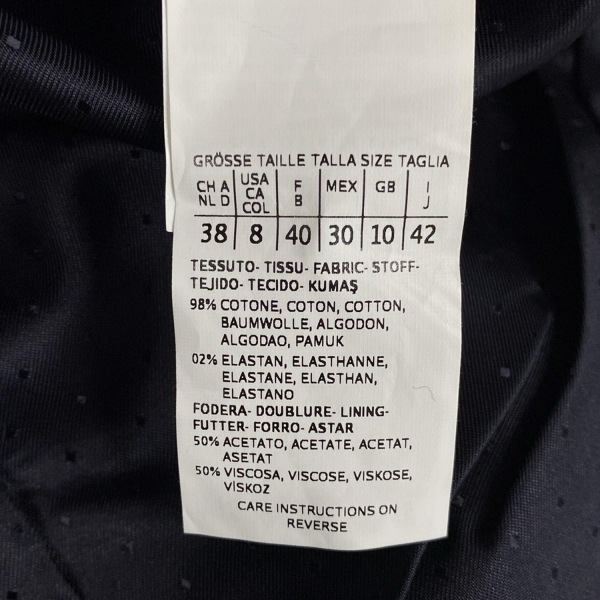 GRÖSSE TAILLE TALLA SIZE TAGLIA
CH A NL D USA CA COL F B MEX GB I J
38 8 40 30 10 42
TESSUTO- TISSU- FABRIC- STOFF-
TEJIDO- TECIDO- KUMAŞ
98% COTONE, COTON, COTTON,
BAUMWOLLE, ALGODON,
ALGODAO, PAMUK
02% ELASTAN, ELASTHANNE,
ELASTANE, ELASTHAN,
ELASTANO
FODERA- DOUBLURE- LINING-
FUTTER- FORRO- ASTAR
50% ACETATO, ACETATE, ACETAT,
ASETAT
50% VISCOSA, VISCOSE, VISKOSE,
VİSKOZ
CARE INSTRUCTIONS ON
REVERSE